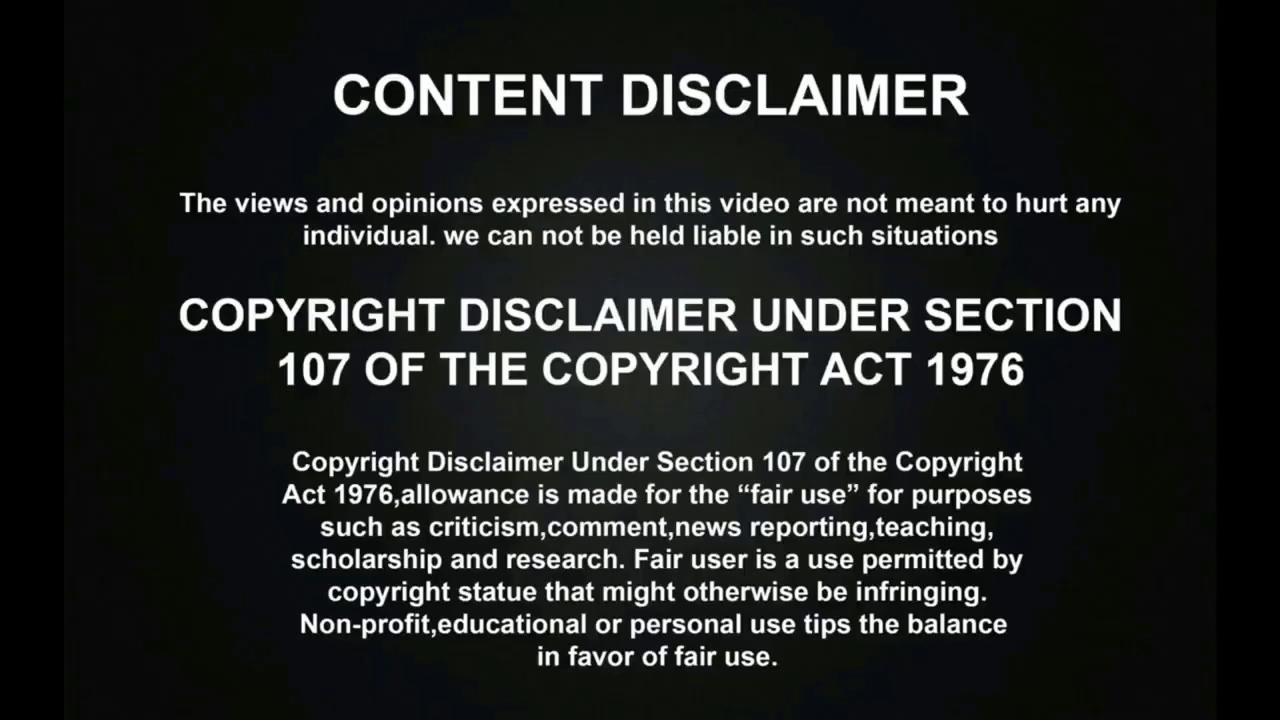 CONTENT DISCLAIMER
The views and opinions expressed in this video are not meant to hurt any
individual. we can not be held liable in such situations
COPYRIGHT DISCLAIMER UNDER SECTION
107 OF THE COPYRIGHT ACT 1976
Copyright Disclaimer Under Section 107 of the Copyright
Act 1976,allowance is made for the “fair use” for purposes
such as criticism,comment,news reporting,teaching,
scholarship and research. Fair user is a use permitted by
copyright statue that might otherwise be infringing.
Non-profit,educational or personal use tips the balance
in favor of fair use.